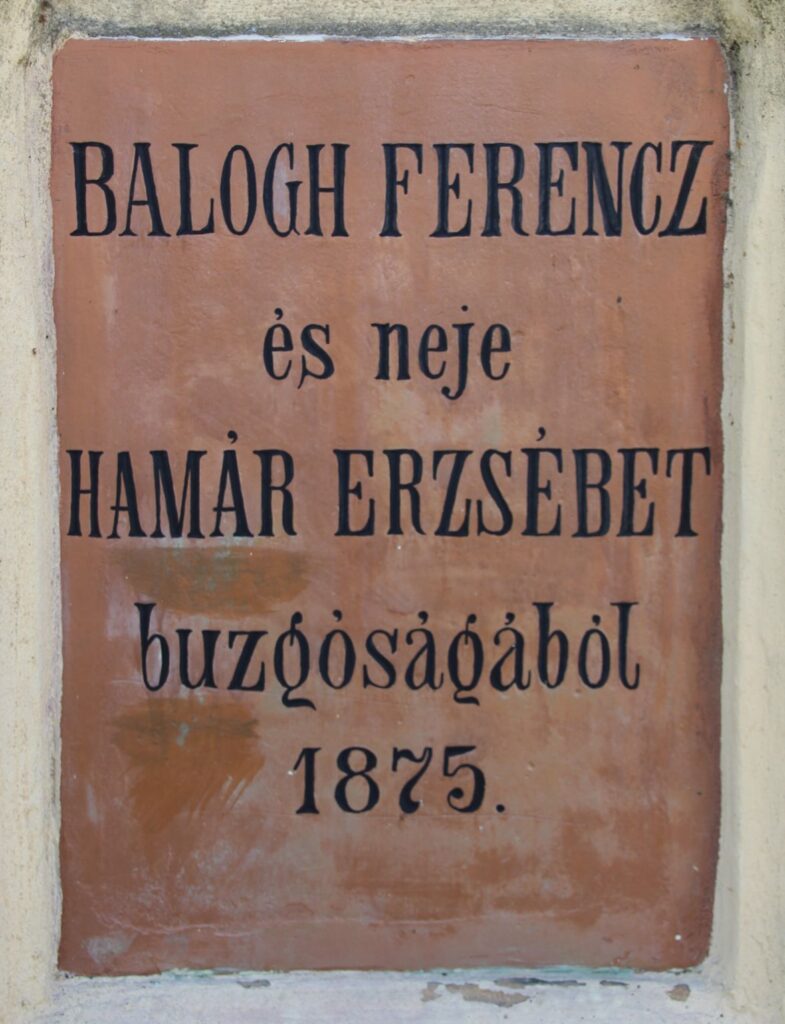 BALOGH FERENCZ
és neje
HAMÁR ERZSÉBET
buzgóságából
1875.